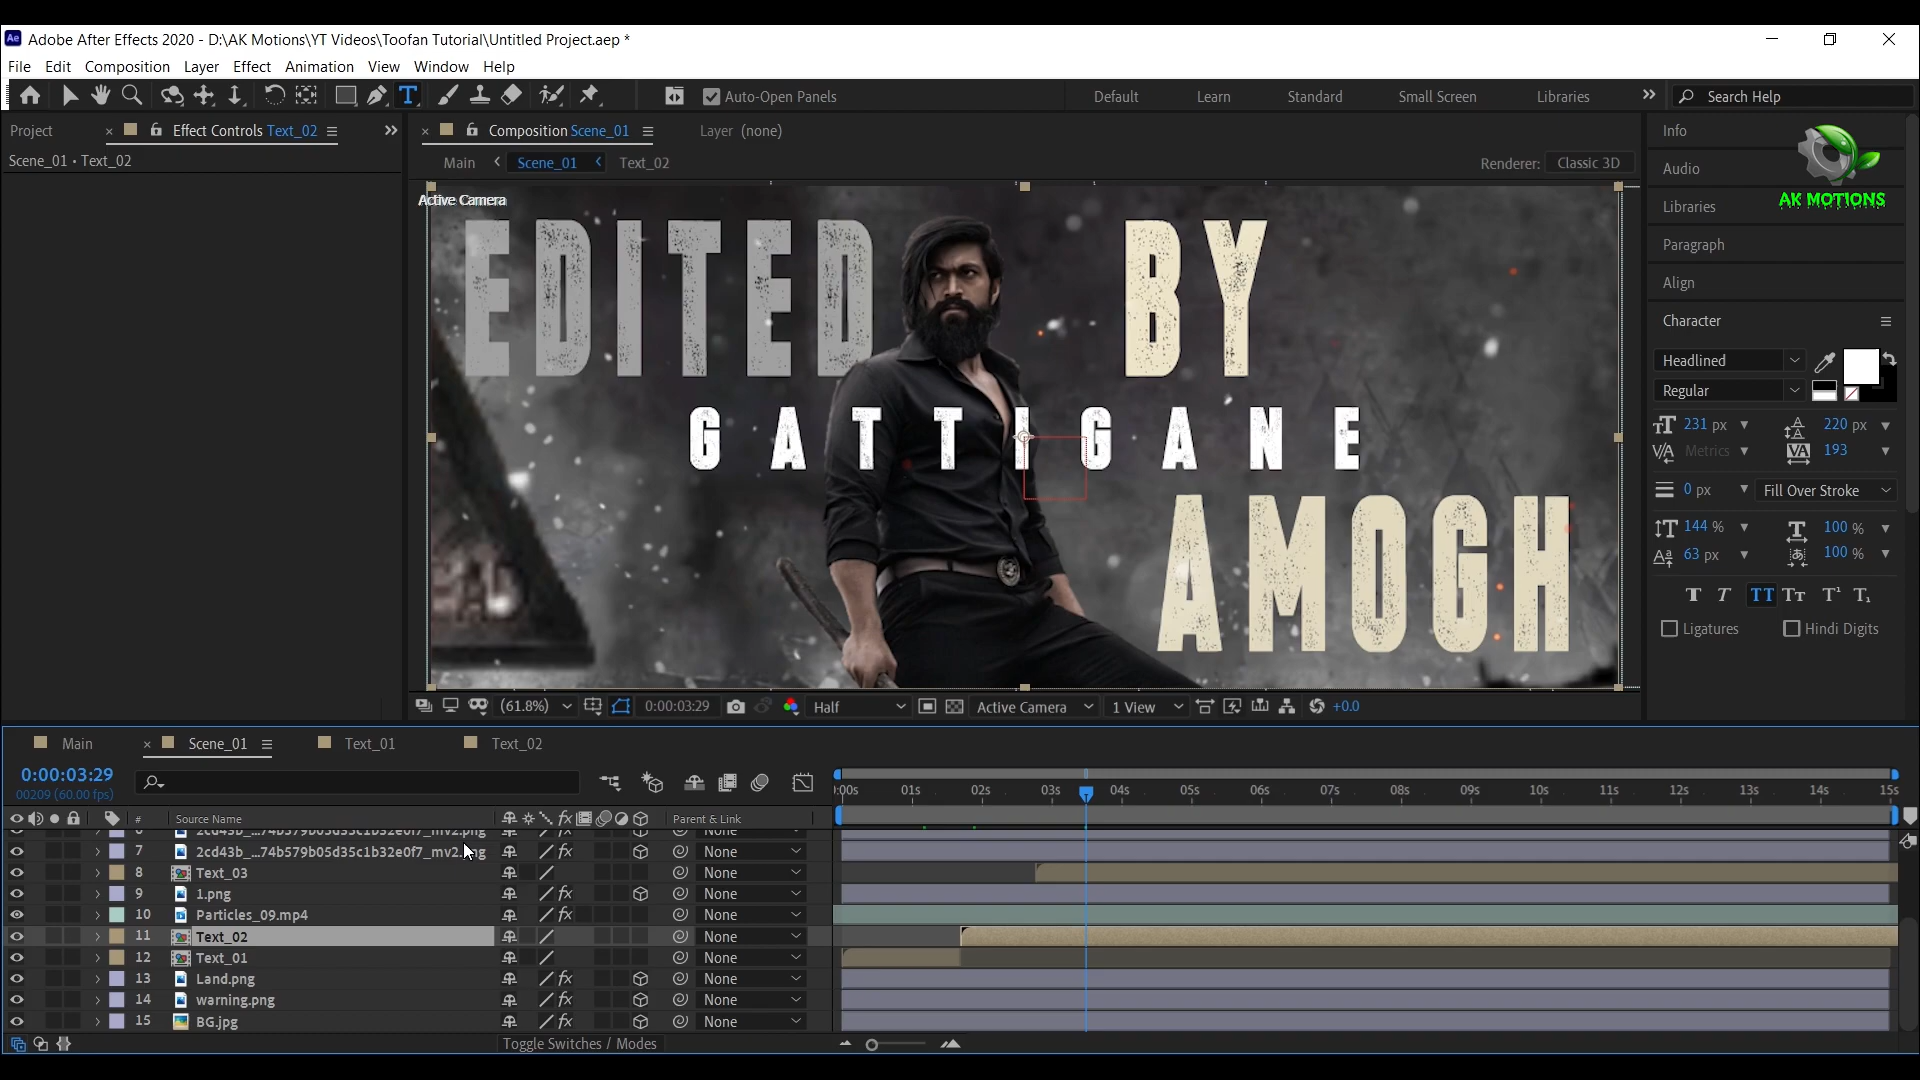 Adobe After Effects 2020 - D:\AK Motions\YT Videos\Toofan Tutorial\Untitled Project.aep *
File Edit Composition Layer Effect Animation View Window Help
Auto-Open Panels
Default Learn Standard Small Screen Libraries Search Help
Project Effect Controls Text_02
Scene_01 • Text_02
Composition Scene_01 Layer (none)
Main Scene_01 Text_02
Renderer: Classic 3D
Active Camera
EDITED BY
GATTIGANE
AMOGH
(61.8%) 0:00:03:29 Half Active Camera 1 View +0.0
Info
Audio
Libraries
Paragraph
Align
AK MOTIONS
Character
Headlined
Regular
231 px 220 px
Metrics 193
0 px Fill Over Stroke
144 % 100 %
63 px 100 %
Ligatures Hindi Digits
Main Scene_01 Text_01 Text_02
0:00:03:29
00209 (60.00 fps)
:00s 01s 02s 03s 04s 05s 06s 07s 08s 09s 10s 11s 12s 13s 14s 15s
# Source Name Parent & Link
2cd43b_...74b579b05d35c1b32e0f7_mv2.png None
7 2cd43b_...74b579b05d35c1b32e0f7_mv2.png None
8 Text_03 None
9 1.png None
10 Particles_09.mp4 None
11 Text_02 None
12 Text_01 None
13 Land.png None
14 warning.png None
15 BG.jpg None
Toggle Switches / Modes